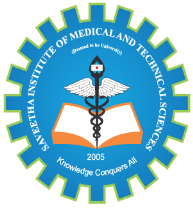 SAVEETHA INSTITUTE OF MEDICAL AND TECHNICAL SCIENCES
(Deemed to be University)
2005
Knowledge Conquers All